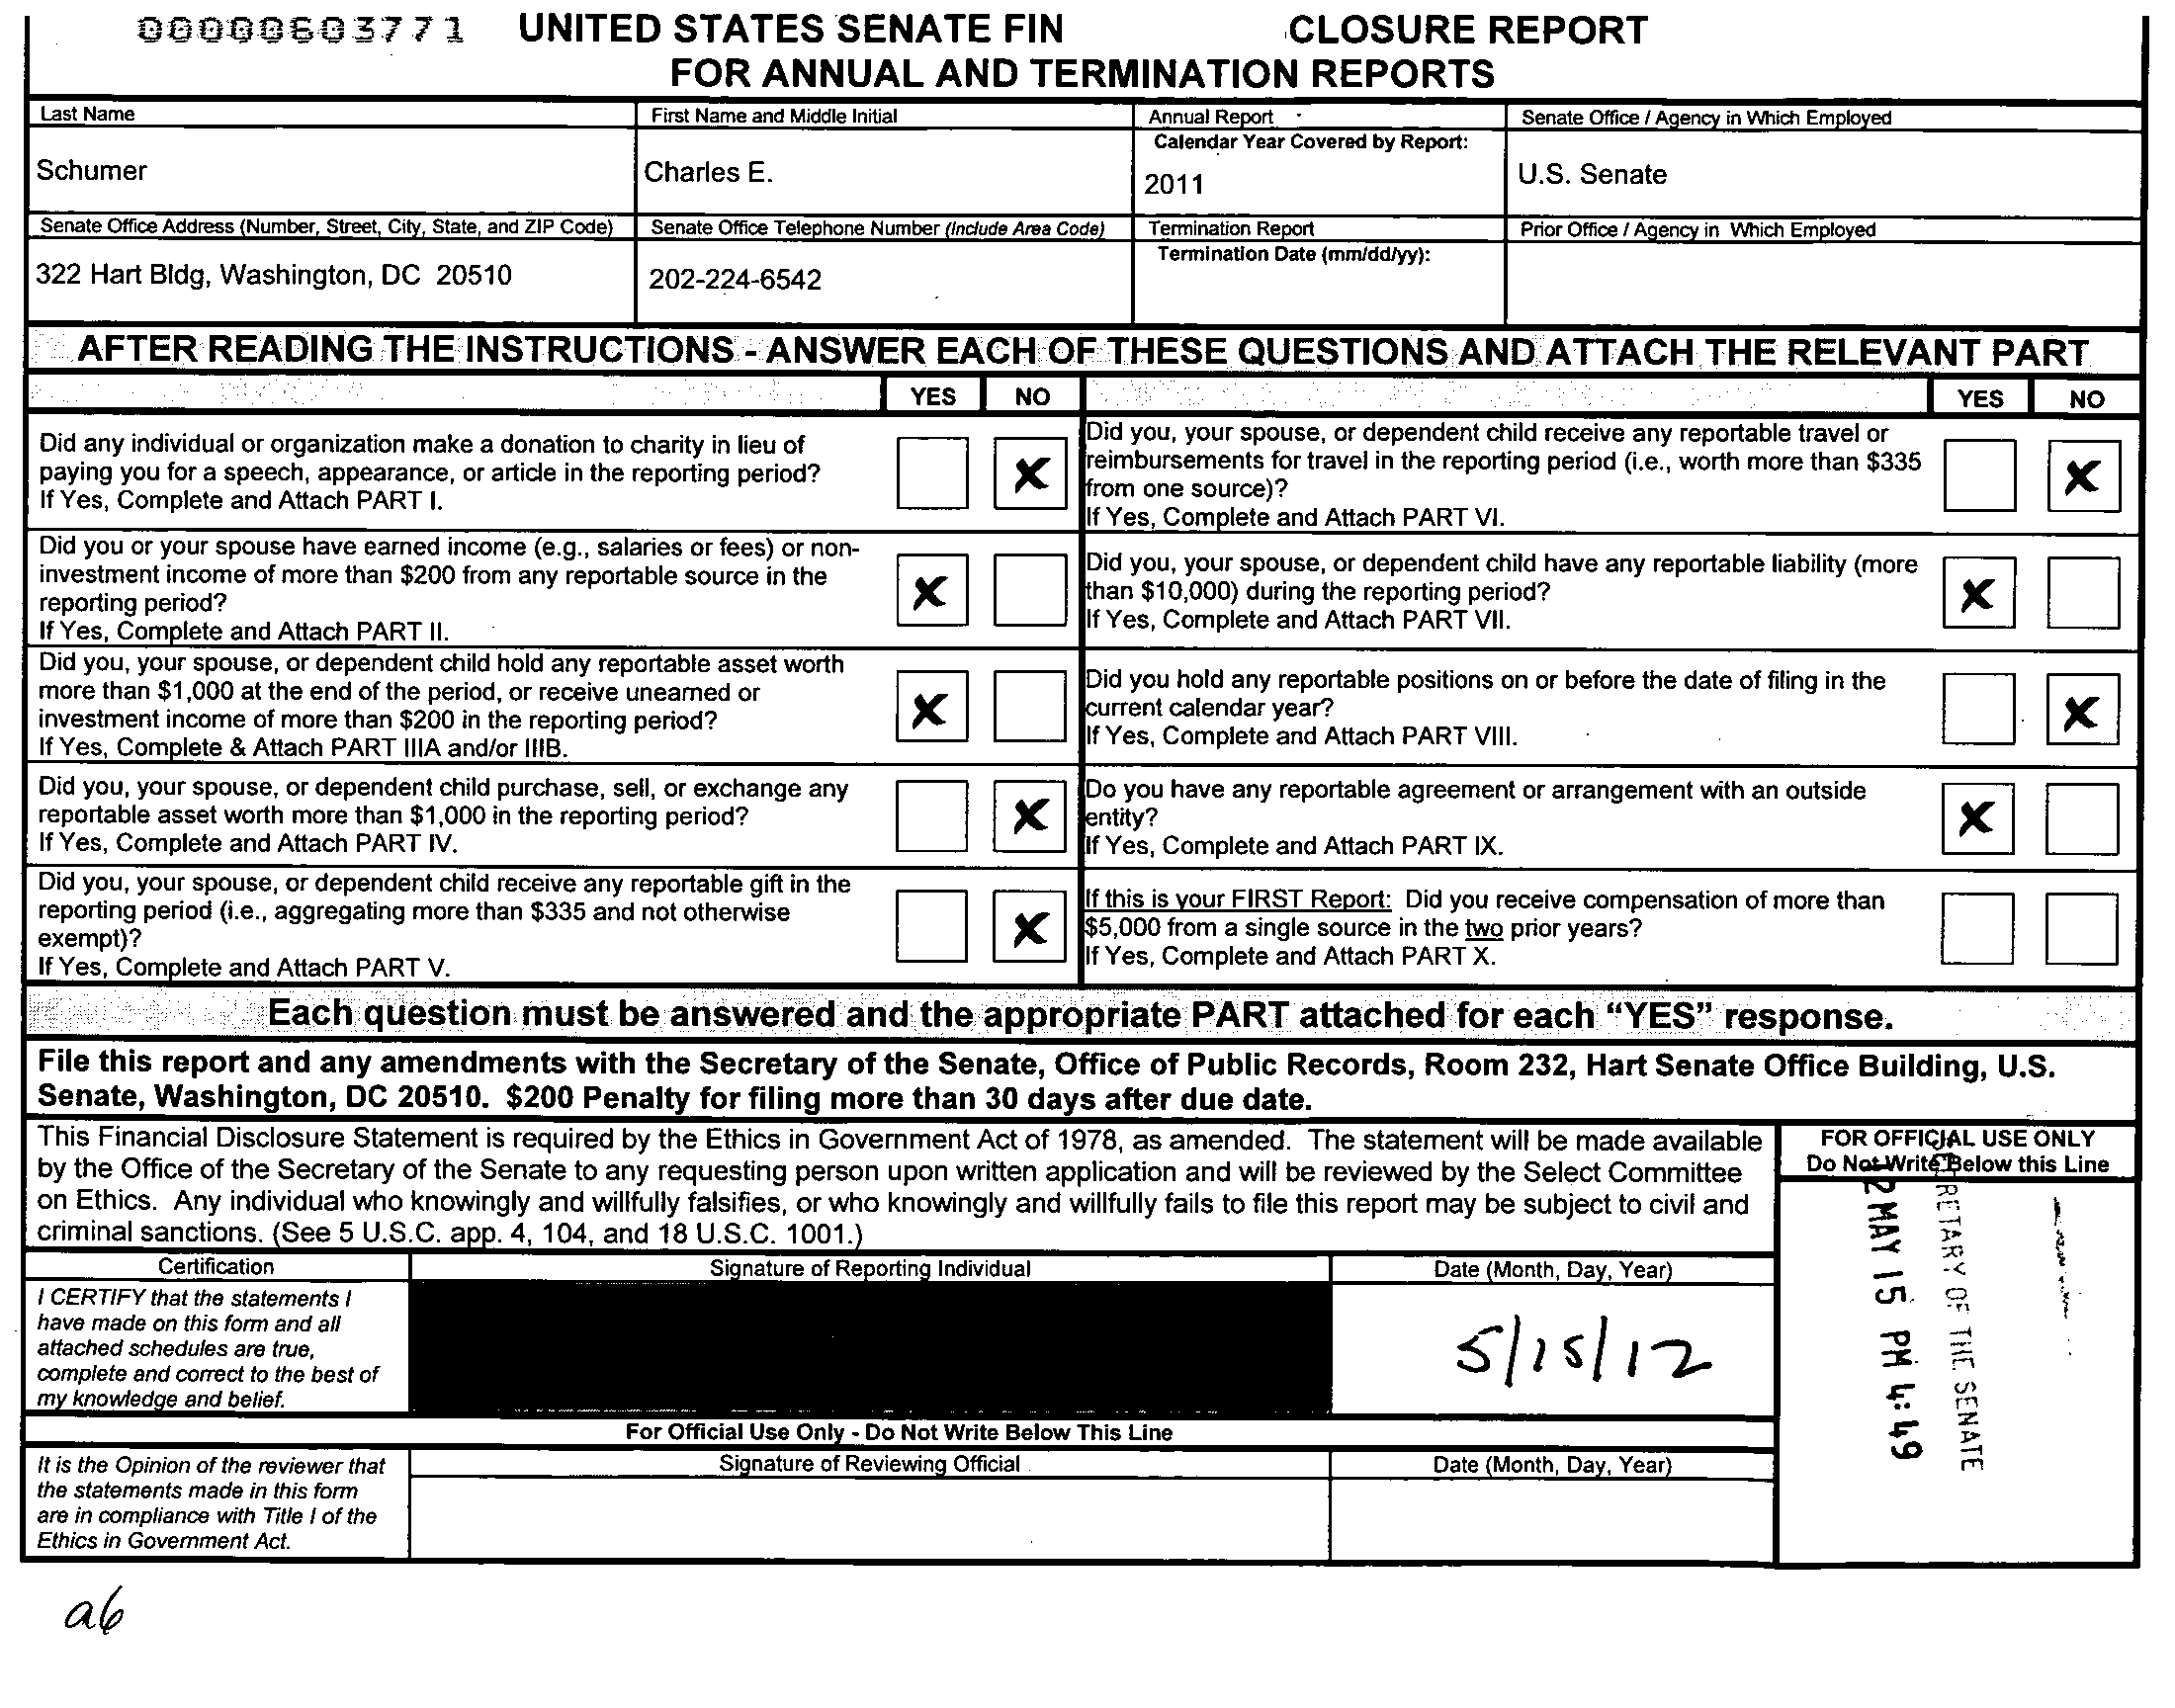 00000603771 UNITED STATES SENATE FIN CLOSURE REPORT
FOR ANNUAL AND TERMINATION REPORTS
Last Name
First Name and Middle Initial
Annual Report
Senate Office / Agency in Which Employed
Calendar Year Covered by Report:
Schumer
Charles E.
2011
U.S. Senate
Senate Office Address (Number, Street, City, State, and ZIP Code)
Senate Office Telephone Number (Include Area Code)
Termination Report
Prior Office / Agency in Which Employed
Termination Date (mm/dd/yy):
322 Hart Bldg, Washington, DC 20510
202-224-6542
AFTER READING THE INSTRUCTIONS - ANSWER EACH OF THESE QUESTIONS AND ATTACH THE RELEVANT PART
YES NO
YES NO
Did any individual or organization make a donation to charity in lieu of
paying you for a speech, appearance, or article in the reporting period?
If Yes, Complete and Attach PART I.
X
Did you, your spouse, or dependent child receive any reportable travel or
reimbursements for travel in the reporting period (i.e., worth more than $335
from one source)?
If Yes, Complete and Attach PART VI.
X
Did you or your spouse have earned income (e.g., salaries or fees) or non-
investment income of more than $200 from any reportable source in the
reporting period?
If Yes, Complete and Attach PART II.
X
Did you, your spouse, or dependent child have any reportable liability (more
than $10,000) during the reporting period?
If Yes, Complete and Attach PART VII.
X
Did you, your spouse, or dependent child hold any reportable asset worth
more than $1,000 at the end of the period, or receive unearned or
investment income of more than $200 in the reporting period?
If Yes, Complete & Attach PART IIIA and/or IIIB.
X
Did you hold any reportable positions on or before the date of filing in the
current calendar year?
If Yes, Complete and Attach PART VIII.
X
Did you, your spouse, or dependent child purchase, sell, or exchange any
reportable asset worth more than $1,000 in the reporting period?
If Yes, Complete and Attach PART IV.
X
Do you have any reportable agreement or arrangement with an outside
entity?
If Yes, Complete and Attach PART IX.
X
Did you, your spouse, or dependent child receive any reportable gift in the
reporting period (i.e., aggregating more than $335 and not otherwise
exempt)?
If Yes, Complete and Attach PART V.
X
If this is your FIRST Report: Did you receive compensation of more than
$5,000 from a single source in the two prior years?
If Yes, Complete and Attach PART X.
Each question must be answered and the appropriate PART attached for each “YES” response.
File this report and any amendments with the Secretary of the Senate, Office of Public Records, Room 232, Hart Senate Office Building, U.S.
Senate, Washington, DC 20510. $200 Penalty for filing more than 30 days after due date.
This Financial Disclosure Statement is required by the Ethics in Government Act of 1978, as amended. The statement will be made available
by the Office of the Secretary of the Senate to any requesting person upon written application and will be reviewed by the Select Committee
on Ethics. Any individual who knowingly and willfully falsifies, or who knowingly and willfully fails to file this report may be subject to civil and
criminal sanctions. (See 5 U.S.C. app. 4, 104, and 18 U.S.C. 1001.)
FOR OFFICIAL USE ONLY
Do Not Write Below this Line
RETARY OF THE SENATE
2 MAY 15 PM 4:49
Certification
Signature of Reporting Individual
Date (Month, Day, Year)
I CERTIFY that the statements I
have made on this form and all
attached schedules are true,
complete and correct to the best of
my knowledge and belief.
5/15/12
For Official Use Only - Do Not Write Below This Line
It is the Opinion of the reviewer that
the statements made in this form
are in compliance with Title I of the
Ethics in Government Act.
Signature of Reviewing Official
Date (Month, Day, Year)
ab